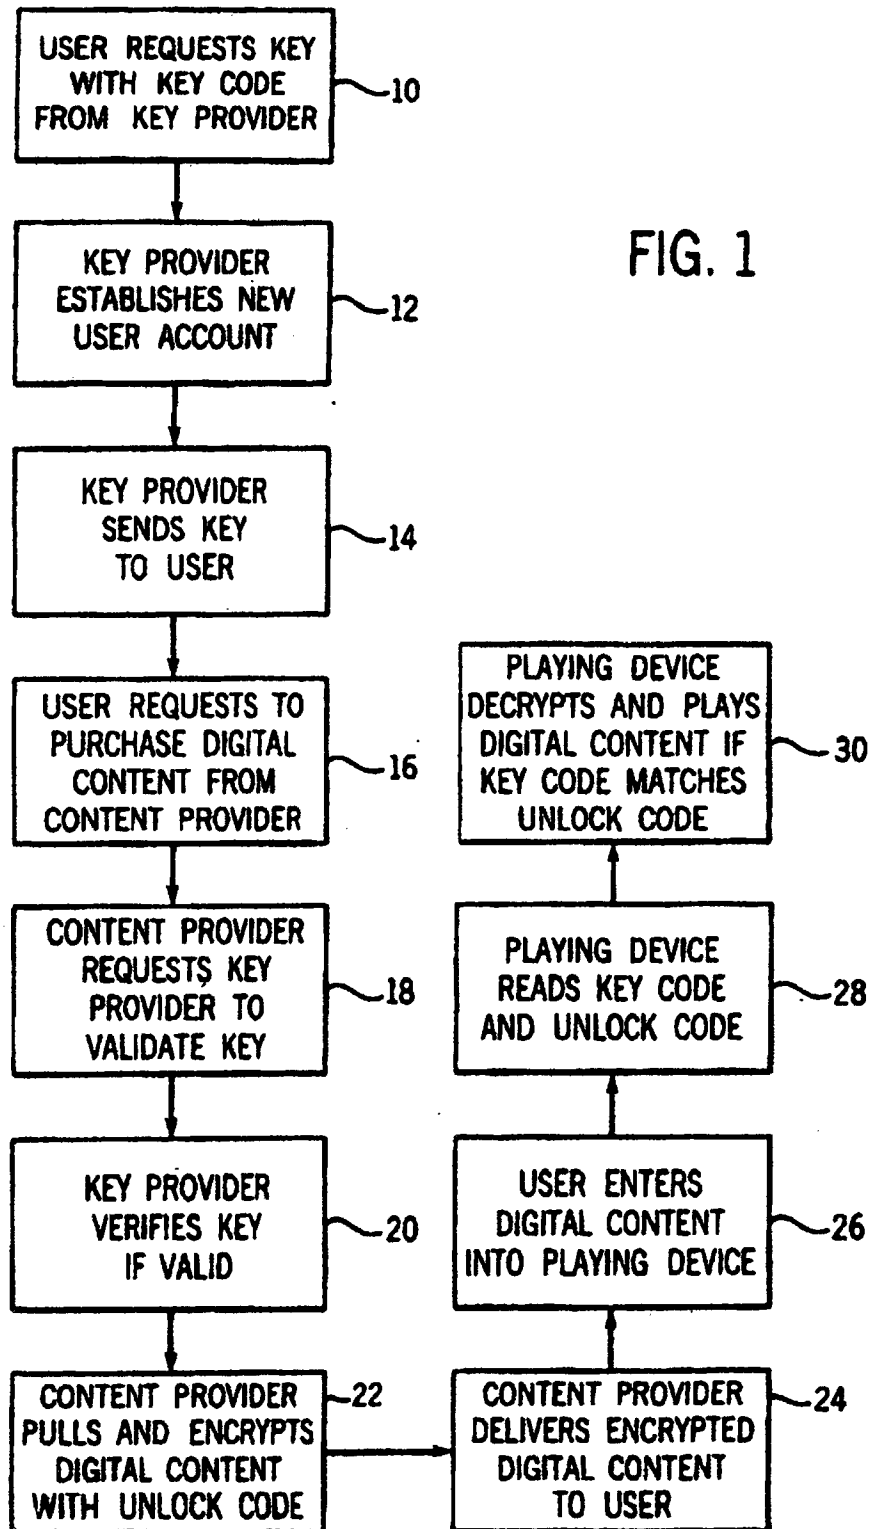 USER REQUESTS KEY
WITH KEY CODE
FROM KEY PROVIDER
10
FIG. 1
KEY PROVIDER
ESTABLISHES NEW
USER ACCOUNT
12
KEY PROVIDER
SENDS KEY
TO USER
14
USER REQUESTS TO
PURCHASE DIGITAL
CONTENT FROM
CONTENT PROVIDER
16
CONTENT PROVIDER
REQUESTS KEY
PROVIDER TO
VALIDATE KEY
18
KEY PROVIDER
VERIFIES KEY
IF VALID
20
CONTENT PROVIDER
PULLS AND ENCRYPTS
DIGITAL CONTENT
WITH UNLOCK CODE
22
CONTENT PROVIDER
DELIVERS ENCRYPTED
DIGITAL CONTENT
TO USER
24
USER ENTERS
DIGITAL CONTENT
INTO PLAYING DEVICE
26
PLAYING DEVICE
READS KEY CODE
AND UNLOCK CODE
28
PLAYING DEVICE
DECRYPTS AND PLAYS
DIGITAL CONTENT IF
KEY CODE MATCHES
UNLOCK CODE
30